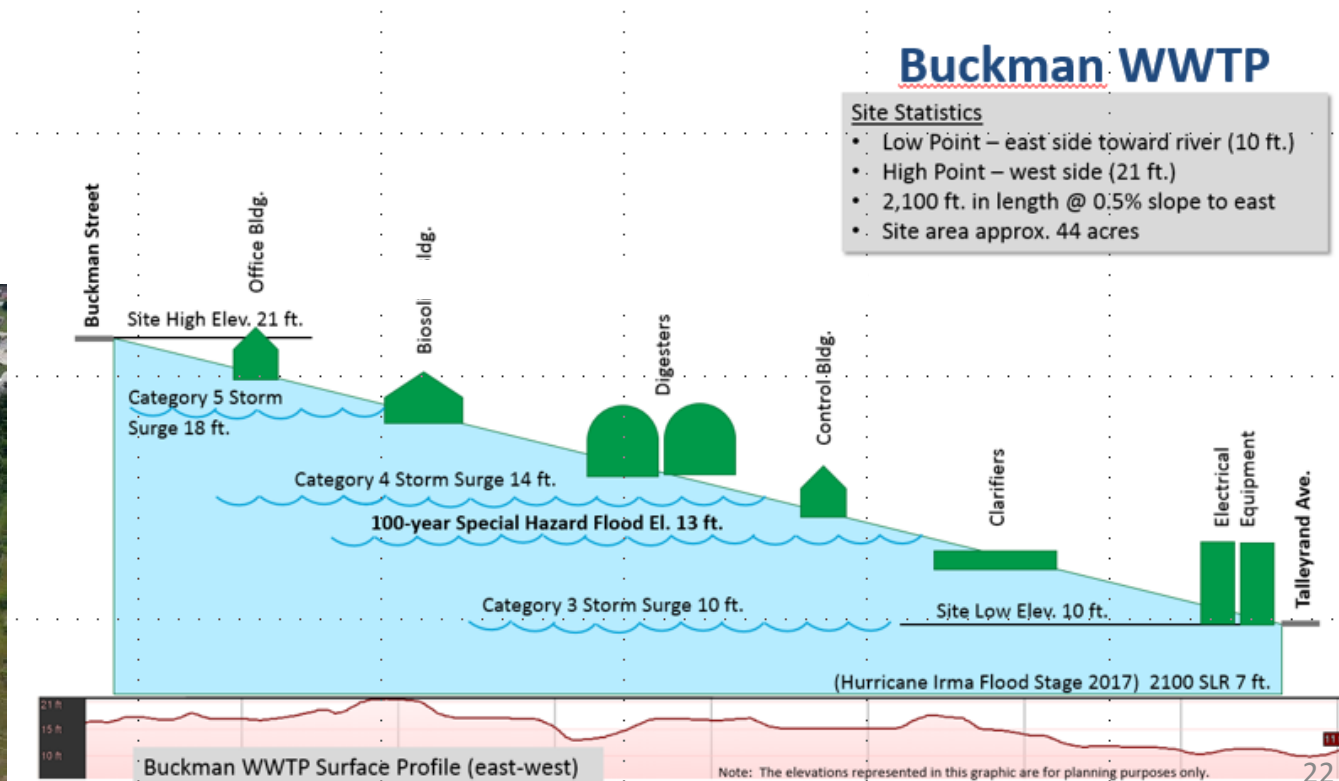 Buckman WWTP
Site Statistics
• Low Point – east side toward river (10 ft.)
• High Point – west side (21 ft.)
• 2,100 ft. in length @ 0.5% slope to east
• Site area approx. 44 acres
Buckman Street
Office Bldg.
Biosol ldg.
Digesters
Control Bldg.
Clarifiers
Electrical
Equipment
Talleyrand Ave.
Site High Elev. 21 ft.
Category 5 Storm
Surge 18 ft.
Category 4 Storm Surge 14 ft.
100-year Special Hazard Flood El. 13 ft.
Category 3 Storm Surge 10 ft.
Site Low Elev. 10 ft.
(Hurricane Irma Flood Stage 2017) 2100 SLR 7 ft.
21 ft
15 ft
10 ft
11
Buckman WWTP Surface Profile (east-west)
Note: The elevations represented in this graphic are for planning purposes only.
22